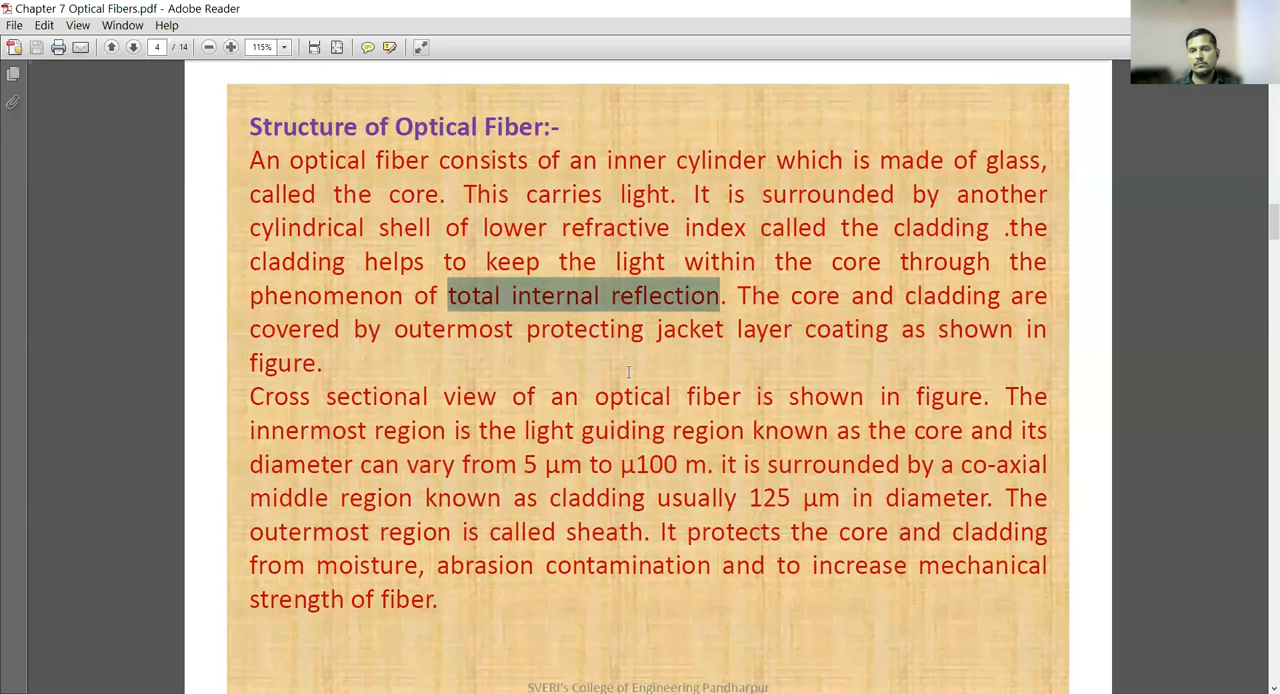 Chapter 7 Optical Fibers.pdf - Adobe Reader
File Edit View Window Help
4 / 14 115%
Structure of Optical Fiber:-
An optical fiber consists of an inner cylinder which is made of glass,
called the core. This carries light. It is surrounded by another
cylindrical shell of lower refractive index called the cladding .the
cladding helps to keep the light within the core through the
phenomenon of total internal reflection. The core and cladding are
covered by outermost protecting jacket layer coating as shown in
figure.
Cross sectional view of an optical fiber is shown in figure. The
innermost region is the light guiding region known as the core and its
diameter can vary from 5 µm to µ100 m. it is surrounded by a co-axial
middle region known as cladding usually 125 µm in diameter. The
outermost region is called sheath. It protects the core and cladding
from moisture, abrasion contamination and to increase mechanical
strength of fiber.
SVERI's College of Engineering Pandharpur